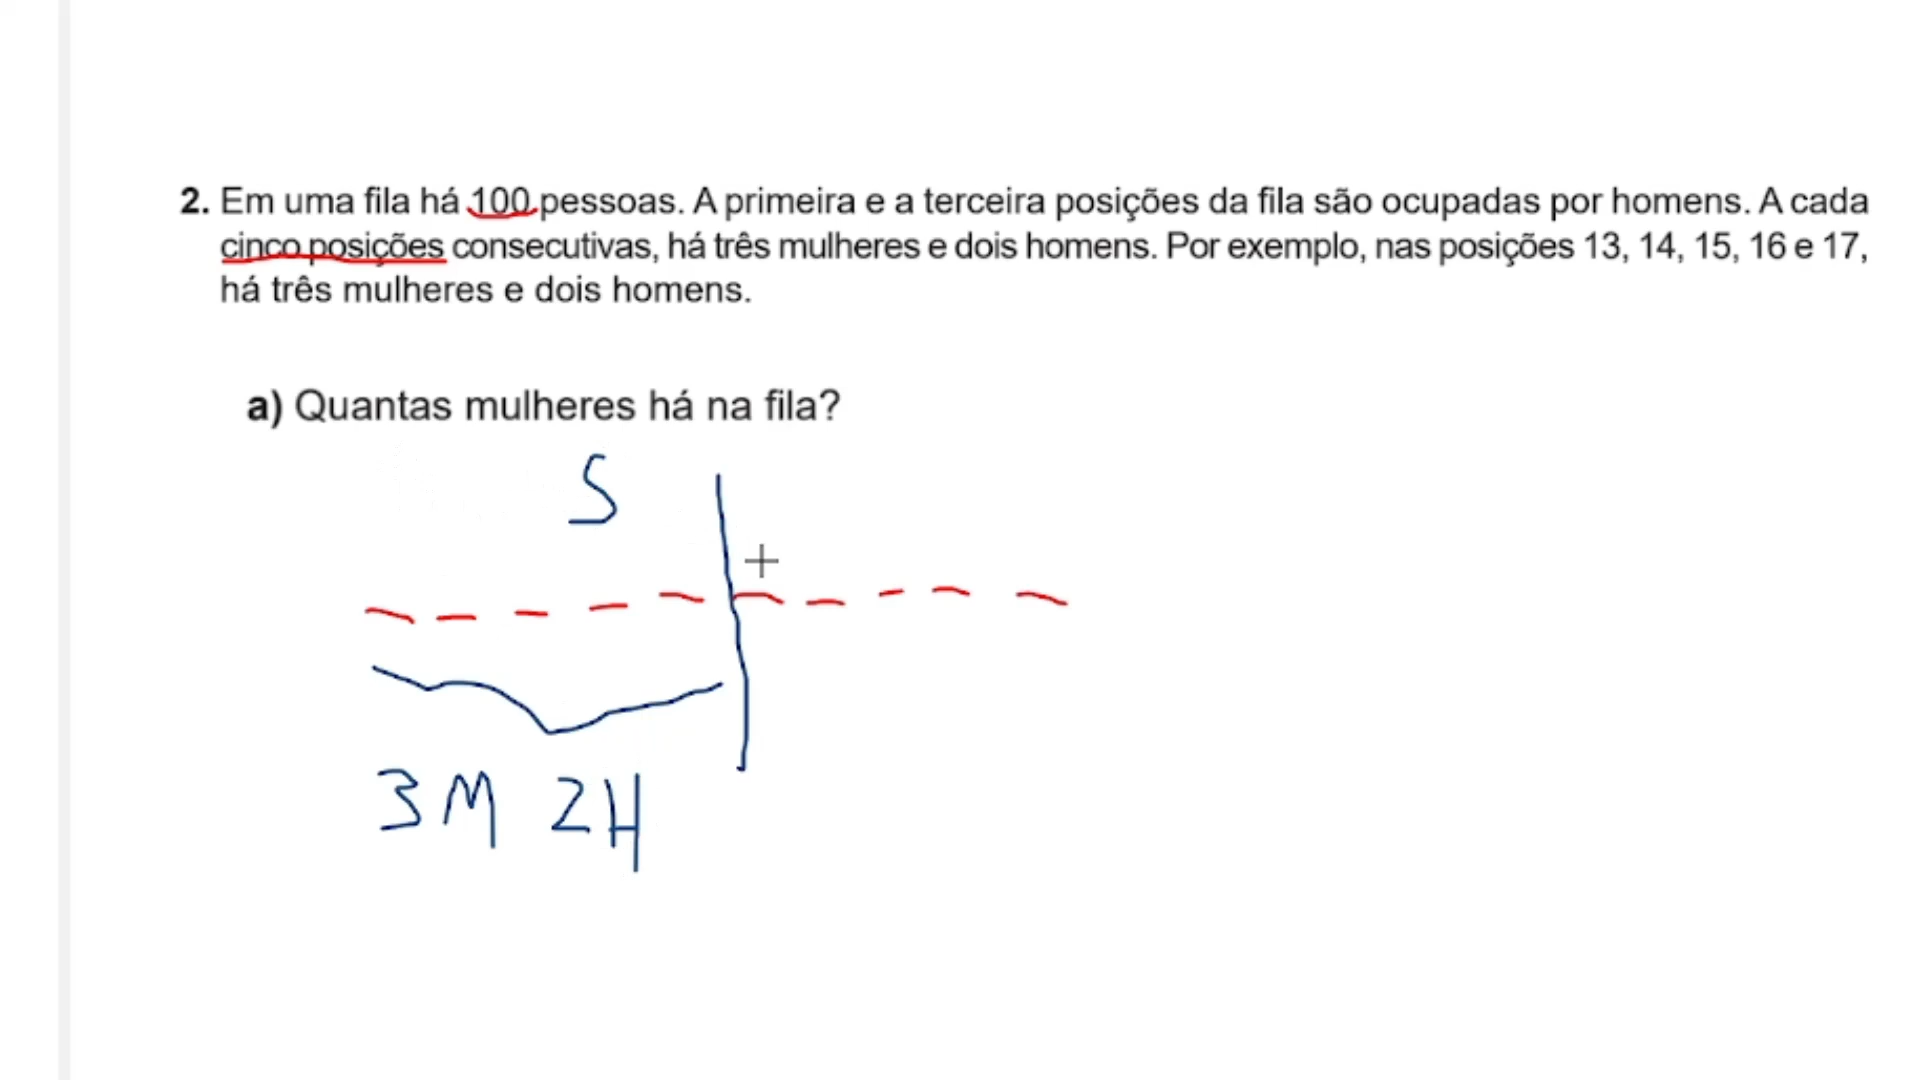 2. Em uma fila há 100 pessoas. A primeira e a terceira posições da fila são ocupadas por homens. A cada
cinco posições consecutivas, há três mulheres e dois homens. Por exemplo, nas posições 13, 14, 15, 16 e 17,
há três mulheres e dois homens.
a) Quantas mulheres há na fila?
5
3M 2H